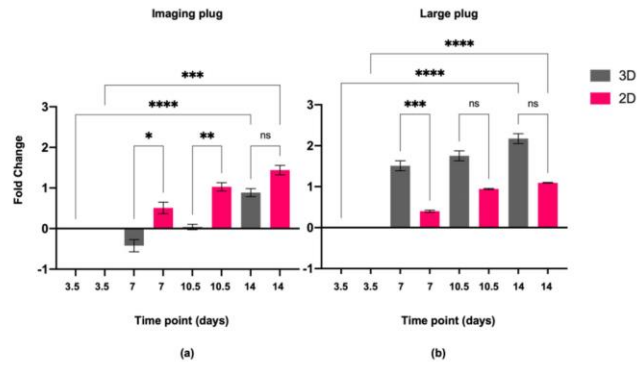 Imaging plug
Large plug
3D
2D
***
****
*
**
ns
Fold Change
3
2
1
0
-1
3.5 3.5 7 7 10.5 10.5 14 14
Time point (days)
(a)
****
****
***
ns
ns
3
2
1
0
-1
3.5 3.5 7 7 10.5 10.5 14 14
Time point (days)
(b)